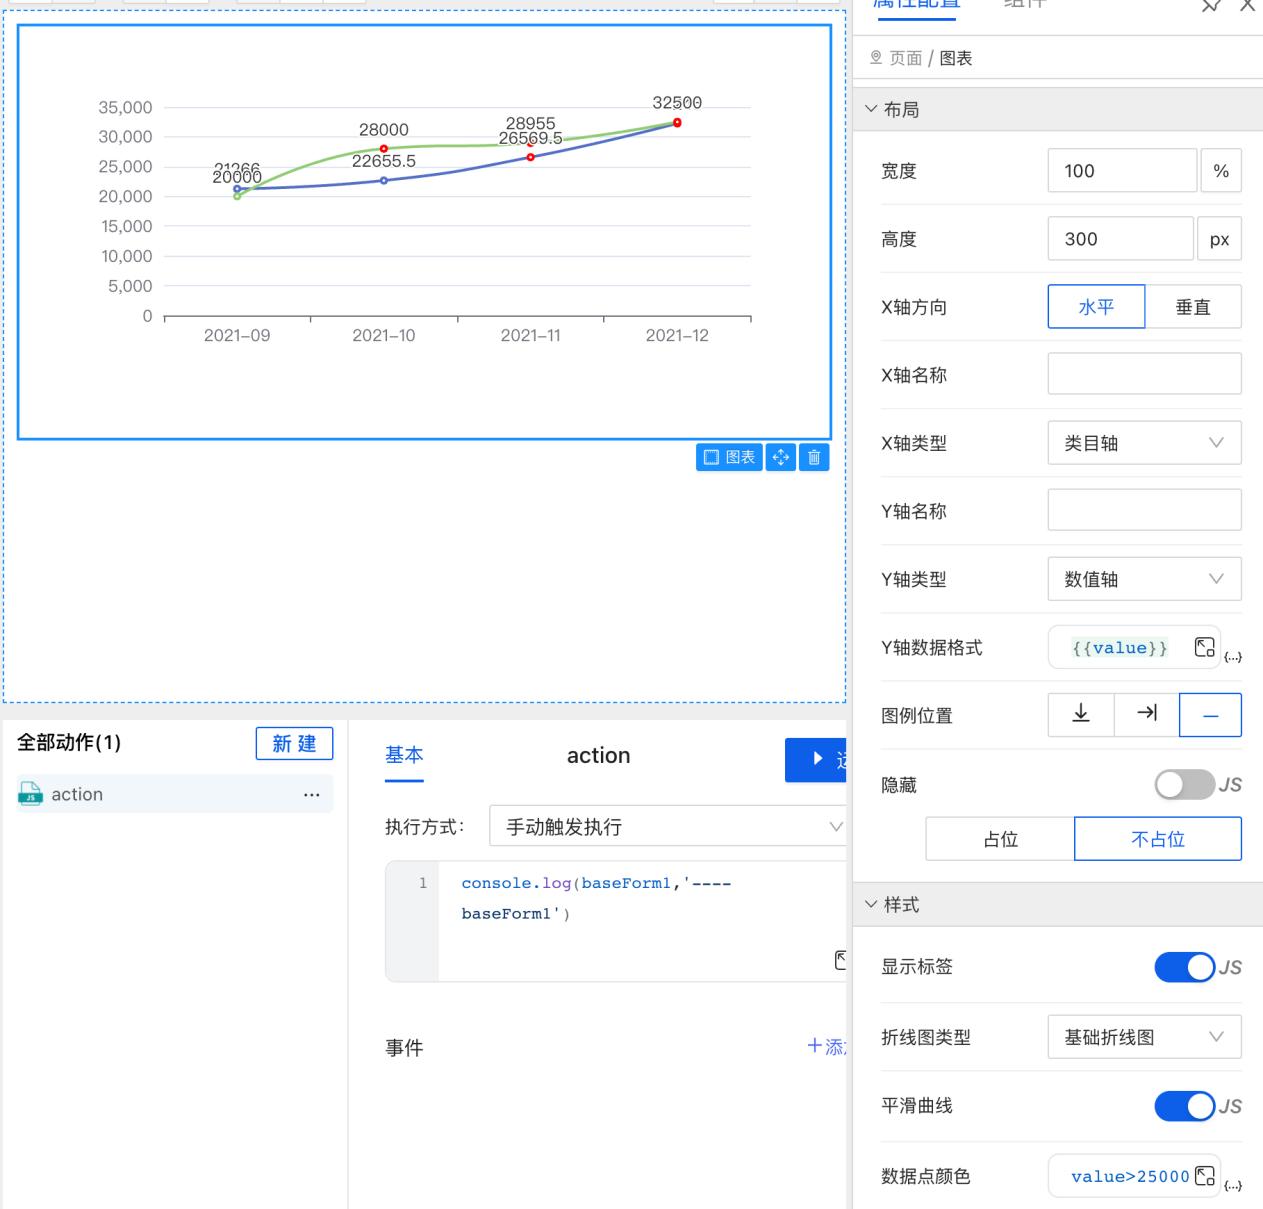 35,000
30,000
25,000
20,000
15,000
10,000
5,000
0
21266
20000
28000
22655.5
28955
26569.5
32500
2021-09
2021-10
2021-11
2021-12
图表
全部动作(1)
新 建
action
...
基本
action
执行方式：
手动触发执行
1
console.log(baseForm1,'----
baseForm1')
事件
+添
属性配置
组件
页面 / 图表
布局
宽度
100
%
高度
300
px
X轴方向
水平
垂直
X轴名称
X轴类型
类目轴
Y轴名称
Y轴类型
数值轴
Y轴数据格式
{{value}}
{...}
图例位置
隐藏
JS
占位
不占位
样式
显示标签
JS
折线图类型
基础折线图
平滑曲线
JS
数据点颜色
value>25000
{...}